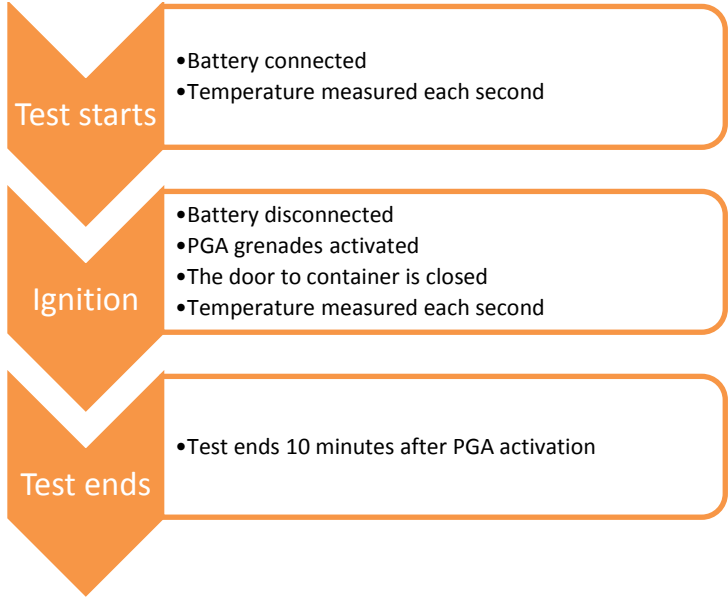 Test starts
•Battery connected
•Temperature measured each second
Ignition
•Battery disconnected
•PGA grenades activated
•The door to container is closed
•Temperature measured each second
Test ends
•Test ends 10 minutes after PGA activation